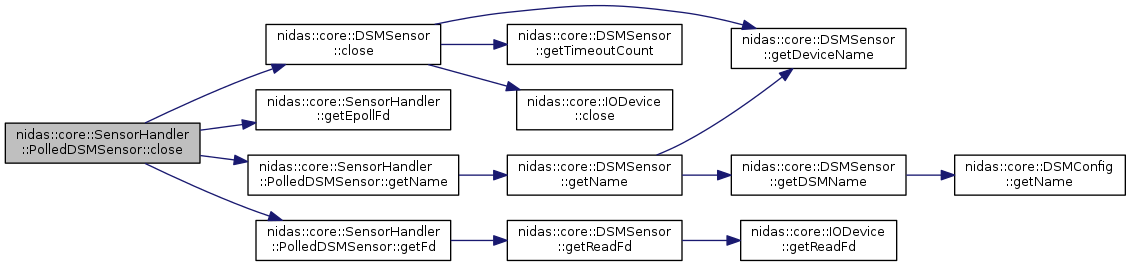 nidas::core::SensorHandler
::PolledDSMSensor::close
nidas::core::DSMSensor
::close
nidas::core::SensorHandler
::getEpollFd
nidas::core::SensorHandler
::PolledDSMSensor::getName
nidas::core::SensorHandler
::PolledDSMSensor::getFd
nidas::core::DSMSensor
::getTimeoutCount
nidas::core::IODevice
::close
nidas::core::DSMSensor
::getName
nidas::core::DSMSensor
::getReadFd
nidas::core::DSMSensor
::getDeviceName
nidas::core::DSMSensor
::getDSMName
nidas::core::IODevice
::getReadFd
nidas::core::DSMConfig
::getName